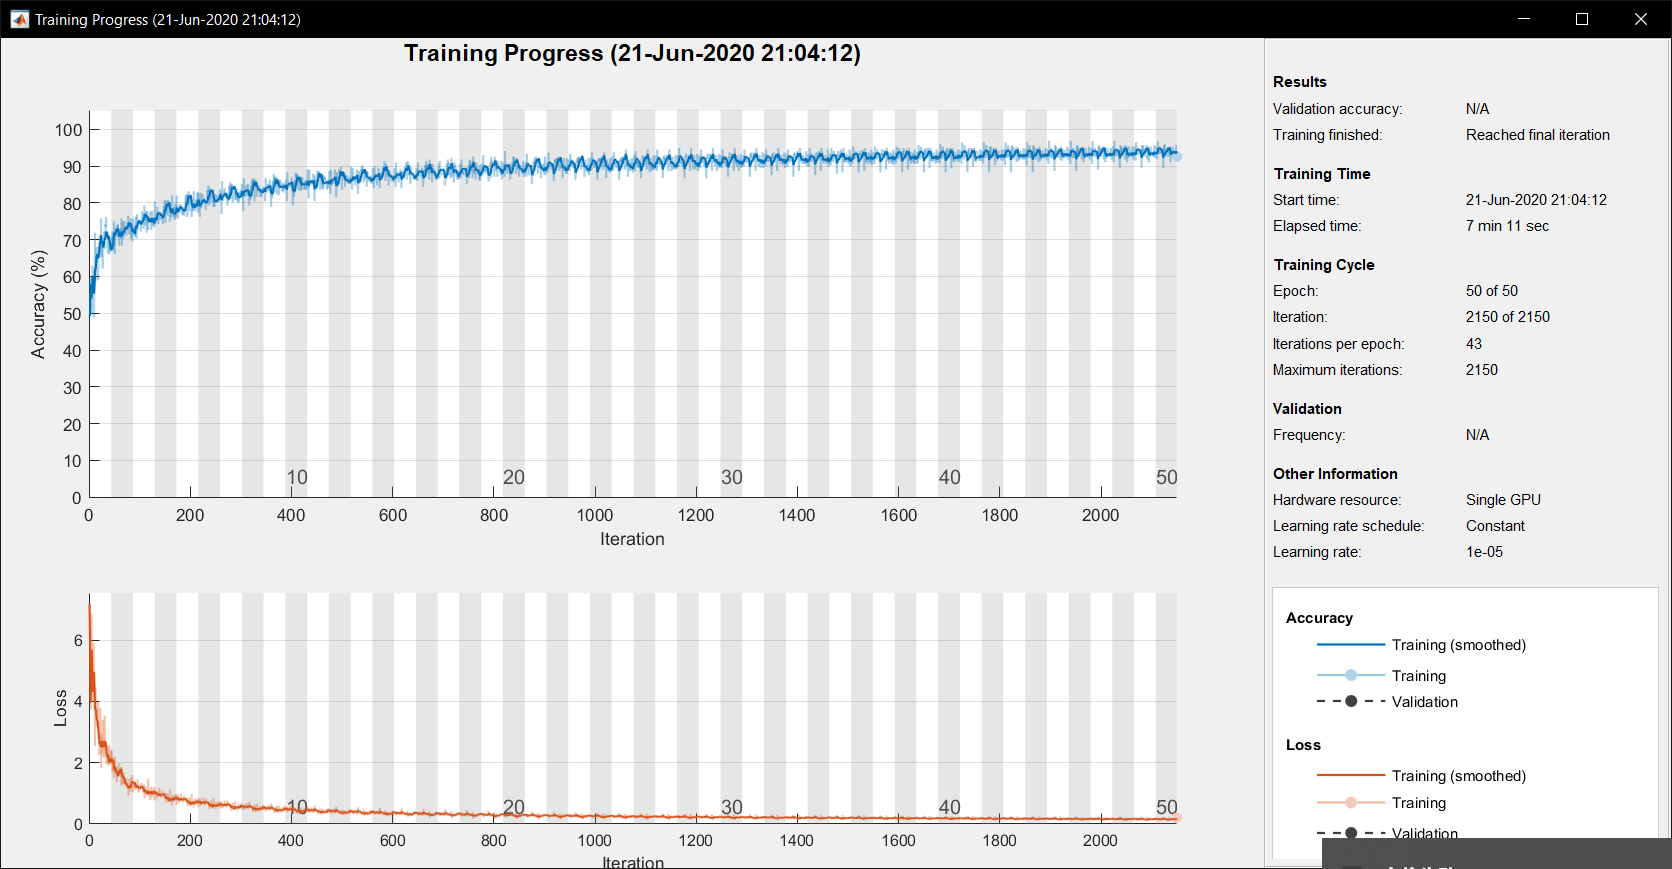 Training Progress (21-Jun-2020 21:04:12)
Training Progress (21-Jun-2020 21:04:12)
100
90
80
70
60
50
40
30
20
10
0
Accuracy (%)
10 20 30 40 50
0 200 400 600 800 1000 1200 1400 1600 1800 2000
Iteration
6
4
2
0
Loss
10 20 30 40 50
0 200 400 600 800 1000 1200 1400 1600 1800 2000
Iteration
Results
Validation accuracy: N/A
Training finished: Reached final iteration
Training Time
Start time: 21-Jun-2020 21:04:12
Elapsed time: 7 min 11 sec
Training Cycle
Epoch: 50 of 50
Iteration: 2150 of 2150
Iterations per epoch: 43
Maximum iterations: 2150
Validation
Frequency: N/A
Other Information
Hardware resource: Single GPU
Learning rate schedule: Constant
Learning rate: 1e-05
Accuracy
Training (smoothed)
Training
Validation
Loss
Training (smoothed)
Training
Validation